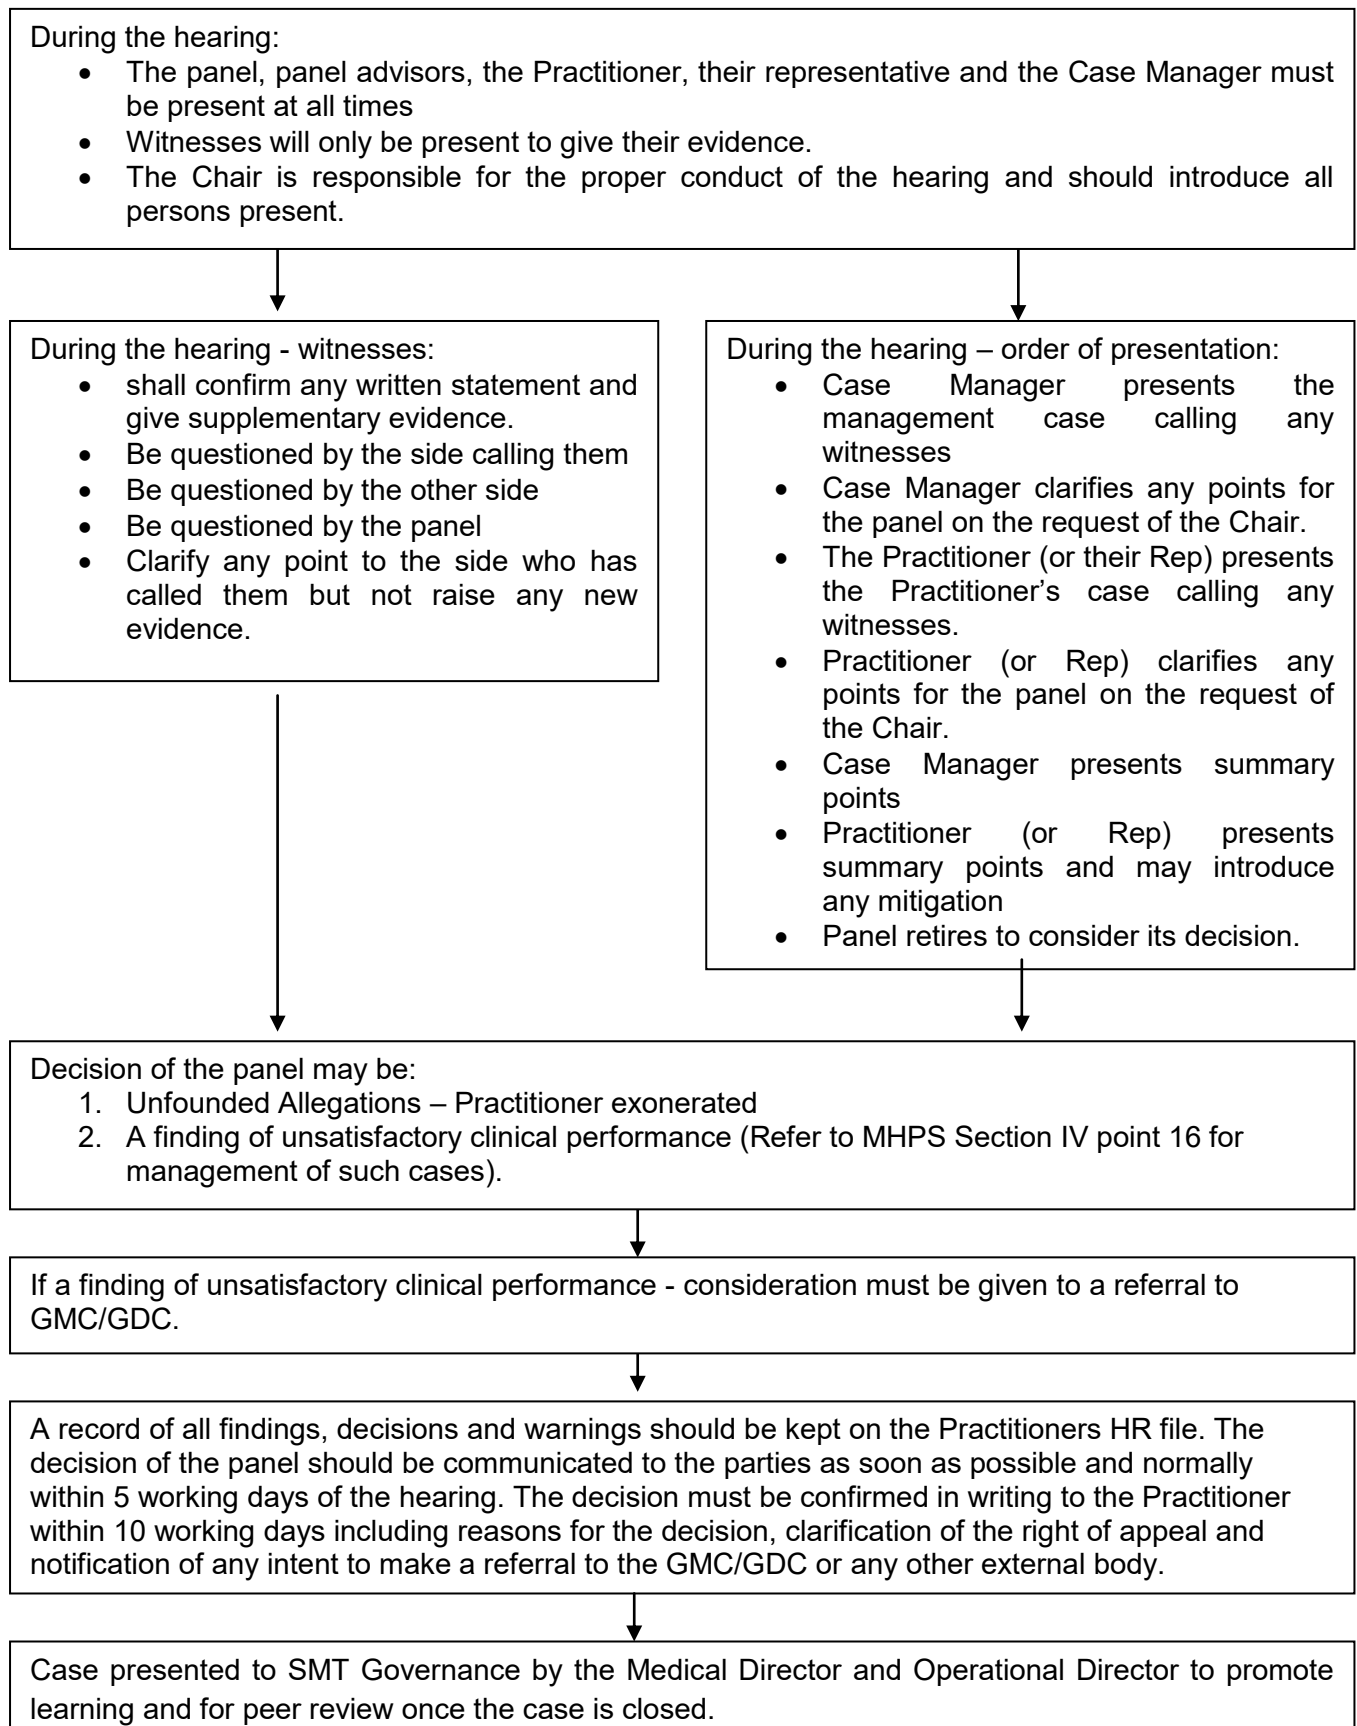 During the hearing:
• The panel, panel advisors, the Practitioner, their representative and the Case Manager must
be present at all times
• Witnesses will only be present to give their evidence.
• The Chair is responsible for the proper conduct of the hearing and should introduce all
persons present.
During the hearing - witnesses:
• shall confirm any written statement and
give supplementary evidence.
• Be questioned by the side calling them
• Be questioned by the other side
• Be questioned by the panel
• Clarify any point to the side who has
called them but not raise any new
evidence.
During the hearing – order of presentation:
• Case Manager presents the
management case calling any
witnesses
• Case Manager clarifies any points for
the panel on the request of the Chair.
• The Practitioner (or their Rep) presents
the Practitioner’s case calling any
witnesses.
• Practitioner (or Rep) clarifies any
points for the panel on the request of
the Chair.
• Case Manager presents summary
points
• Practitioner (or Rep) presents
summary points and may introduce
any mitigation
• Panel retires to consider its decision.
Decision of the panel may be:
1. Unfounded Allegations – Practitioner exonerated
2. A finding of unsatisfactory clinical performance (Refer to MHPS Section IV point 16 for
management of such cases).
If a finding of unsatisfactory clinical performance - consideration must be given to a referral to
GMC/GDC.
A record of all findings, decisions and warnings should be kept on the Practitioners HR file. The
decision of the panel should be communicated to the parties as soon as possible and normally
within 5 working days of the hearing. The decision must be confirmed in writing to the Practitioner
within 10 working days including reasons for the decision, clarification of the right of appeal and
notification of any intent to make a referral to the GMC/GDC or any other external body.
Case presented to SMT Governance by the Medical Director and Operational Director to promote
learning and for peer review once the case is closed.